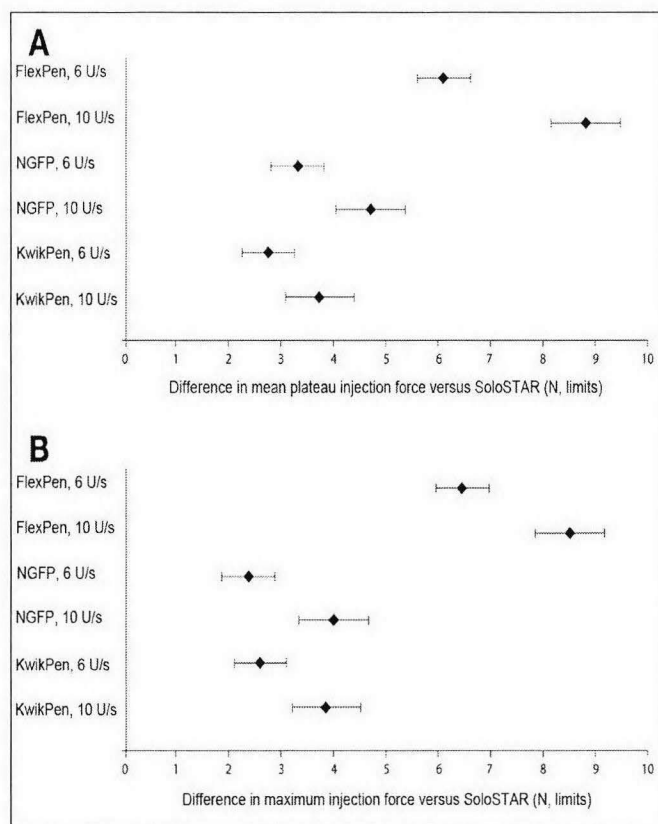 A
FlexPen, 6 U/s
FlexPen, 10 U/s
NGFP, 6 U/s
NGFP, 10 U/s
KwikPen, 6 U/s
KwikPen, 10 U/s
0 1 2 3 4 5 6 7 8 9 10
Difference in mean plateau injection force versus SoloSTAR (N, limits)
B
FlexPen, 6 U/s
FlexPen, 10 U/s
NGFP, 6 U/s
NGFP, 10 U/s
KwikPen, 6 U/s
KwikPen, 10 U/s
0 1 2 3 4 5 6 7 8 9 10
Difference in maximum injection force versus SoloSTAR (N, limits)